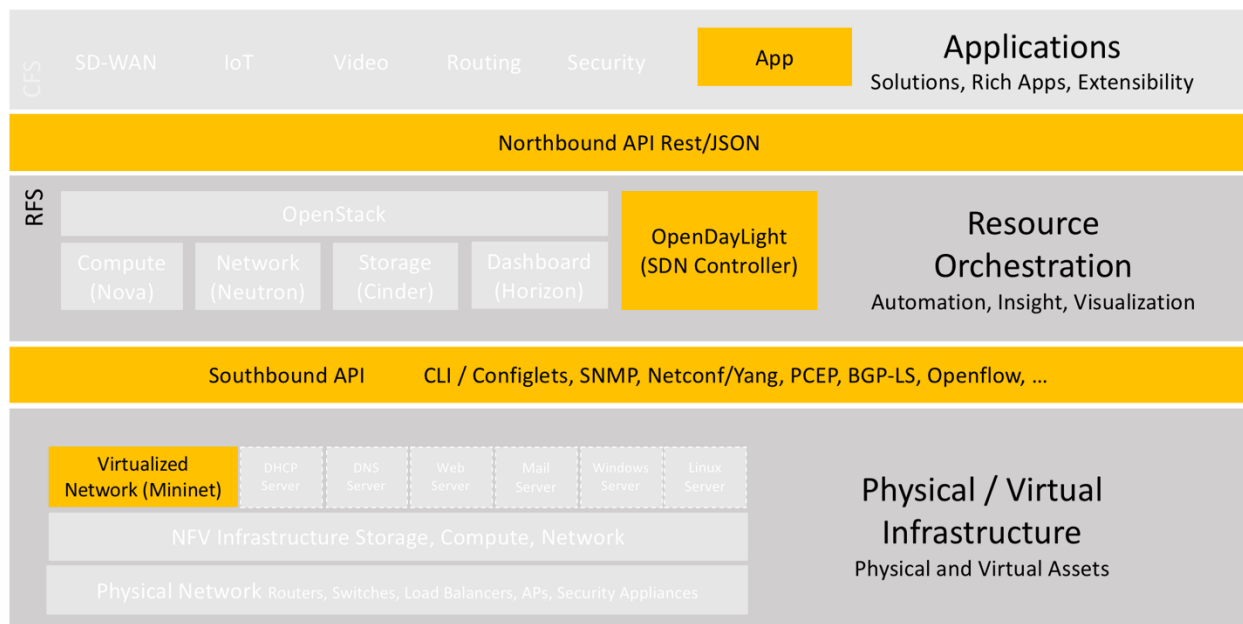 CFS
SD-WAN IoT Video Routing Security App
Applications
Solutions, Rich Apps, Extensibility
Northbound API Rest/JSON
RFS
OpenStack
Compute
(Nova)
Network
(Neutron)
Storage
(Cinder)
Dashboard
(Horizon)
OpenDayLight
(SDN Controller)
Resource
Orchestration
Automation, Insight, Visualization
Southbound API CLI / Configlets, SNMP, Netconf/Yang, PCEP, BGP-LS, Openflow, ...
Virtualized
Network (Mininet)
DHCP
Server
DNS
Server
Web
Server
Mail
Server
Windows
Server
Linux
Server
NFV Infrastructure Storage, Compute, Network
Physical Network Routers, Switches, Load Balancers, APs, Security Appliances
Physical / Virtual
Infrastructure
Physical and Virtual Assets